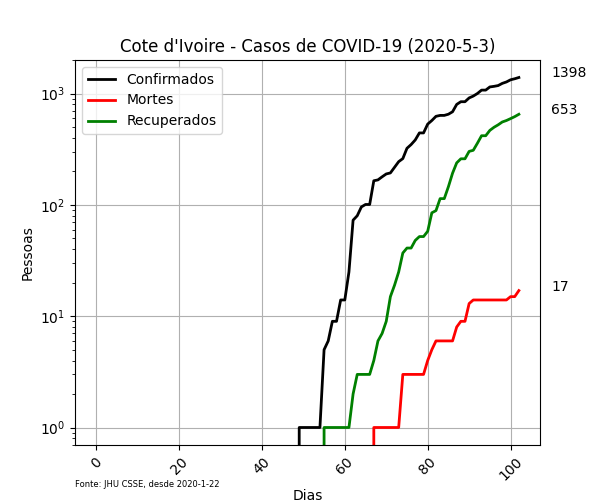 Cote d'Ivoire - Casos de COVID-19 (2020-5-3)
Confirmados
Mortes
Recuperados
1398
653
17
10³
10²
10¹
10⁰
Pessoas
0 20 40 60 80 100
Fonte: JHU CSSE, desde 2020-1-22
Dias